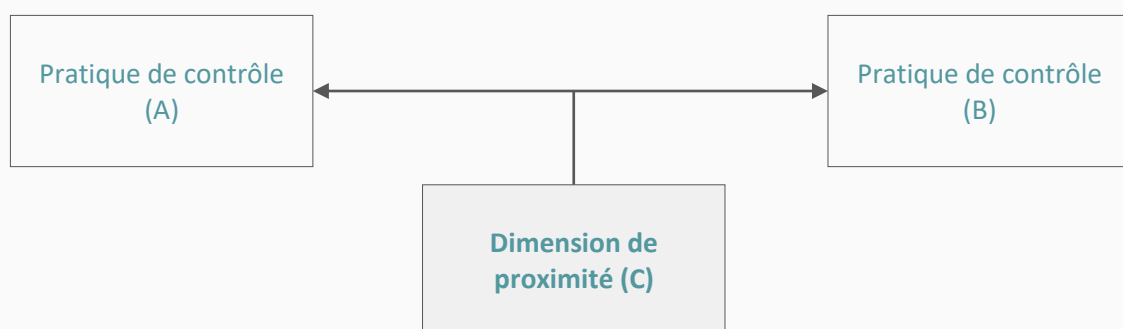 Pratique de contrôle
(A)
Pratique de contrôle
(B)
Dimension de
proximité (C)